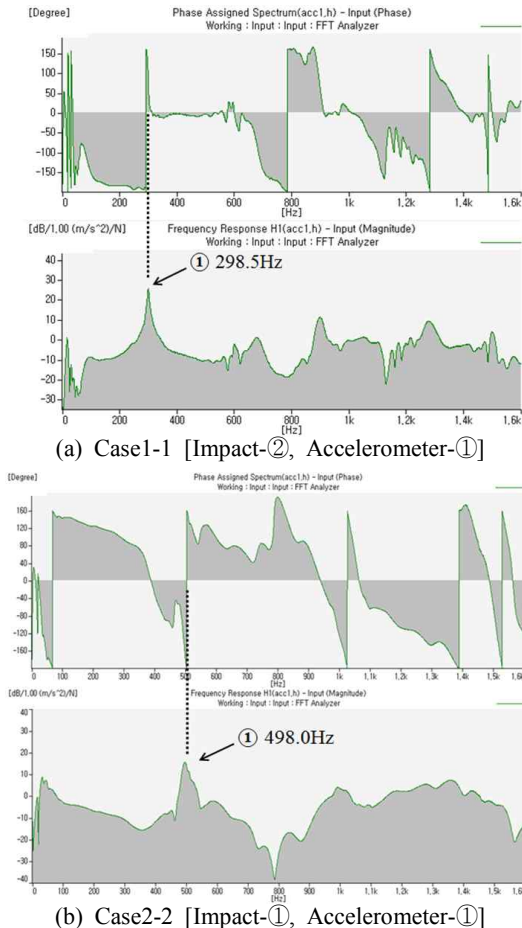 [Degree] Phase Assigned Spectrum(acc1,h) - Input (Phase)
Working : Input : Input : FFT Analyzer
150
100
50
0
-50
-100
-150
0 200 400 600 800 1k 1,2k 1,4k 1,6k
[Hz]
[dB/1,00 (m/s^2)/N] Frequency Response H1(acc1,h) - Input (Magnitude)
Working : Input : Input : FFT Analyzer
40
30
① 298.5Hz
20
10
0
-10
-20
-30
0 200 400 600 800 1k 1,2k 1,4k 1,6k
[Hz]
(a) Case1-1 [Impact-②, Accelerometer-①]
[Degree] Phase Assigned Spectrum(acc1,h) - Input (Phase)
Working : Input : Input : FFT Analyzer
160
120
80
40
0
-40
-80
-120
-160
0 100 200 300 400 500 600 700 800 900 1k 1,1k 1,2k 1,3k 1,4k 1,5k 1,6k
[Hz]
[dB/1,00 (m/s^2)/N] Frequency Response H1(acc1,h) - Input (Magnitude)
Working : Input : Input : FFT Analyzer
40
30
① 498.0Hz
20
10
0
-10
-20
-30
-40
0 100 200 300 400 500 600 700 800 900 1k 1,1k 1,2k 1,3k 1,4k 1,5k 1,6k
[Hz]
(b) Case2-2 [Impact-①, Accelerometer-①]